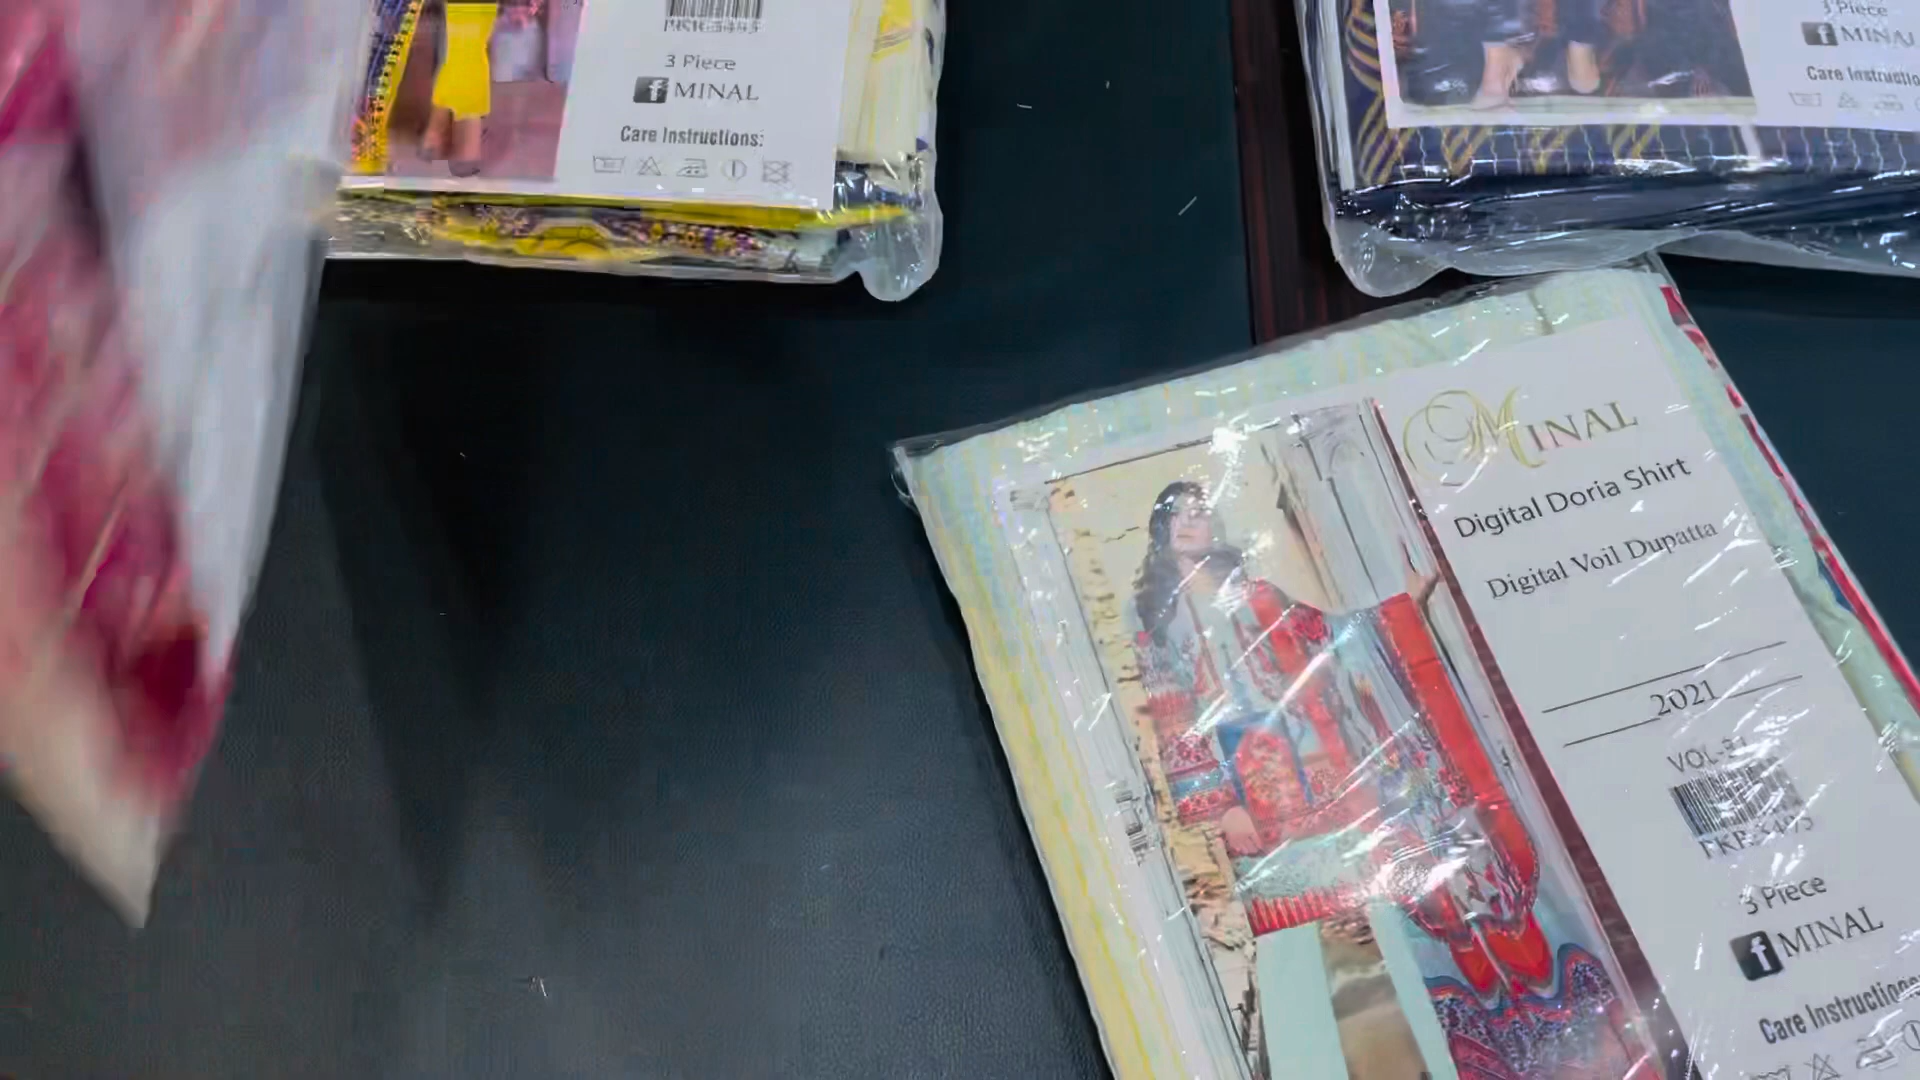 3 Piece
MINAL
Care Instructions:
3 Piece
MINAL
Care Instructio
MINAL
Digital Doria Shirt
Digital Voil Dupatta
2021
3 Piece
MINAL
Care Instructions